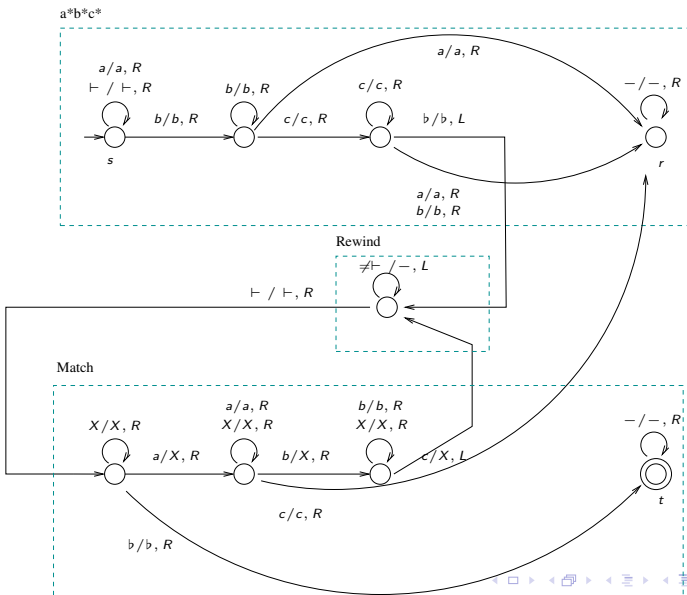 a*b*c*
a/a, R
⊢ / ⊢, R
b/b, R
b/b, R
c/c, R
c/c, R
♭/♭, L
a/a, R
−/−, R
s
r
a/a, R
b/b, R
Rewind
≠⊢ /−, L
⊢ / ⊢, R
Match
X/X, R
a/X, R
a/a, R
X/X, R
b/X, R
b/b, R
X/X, R
c/X, L
−/−, R
t
c/c, R
♭/♭, R